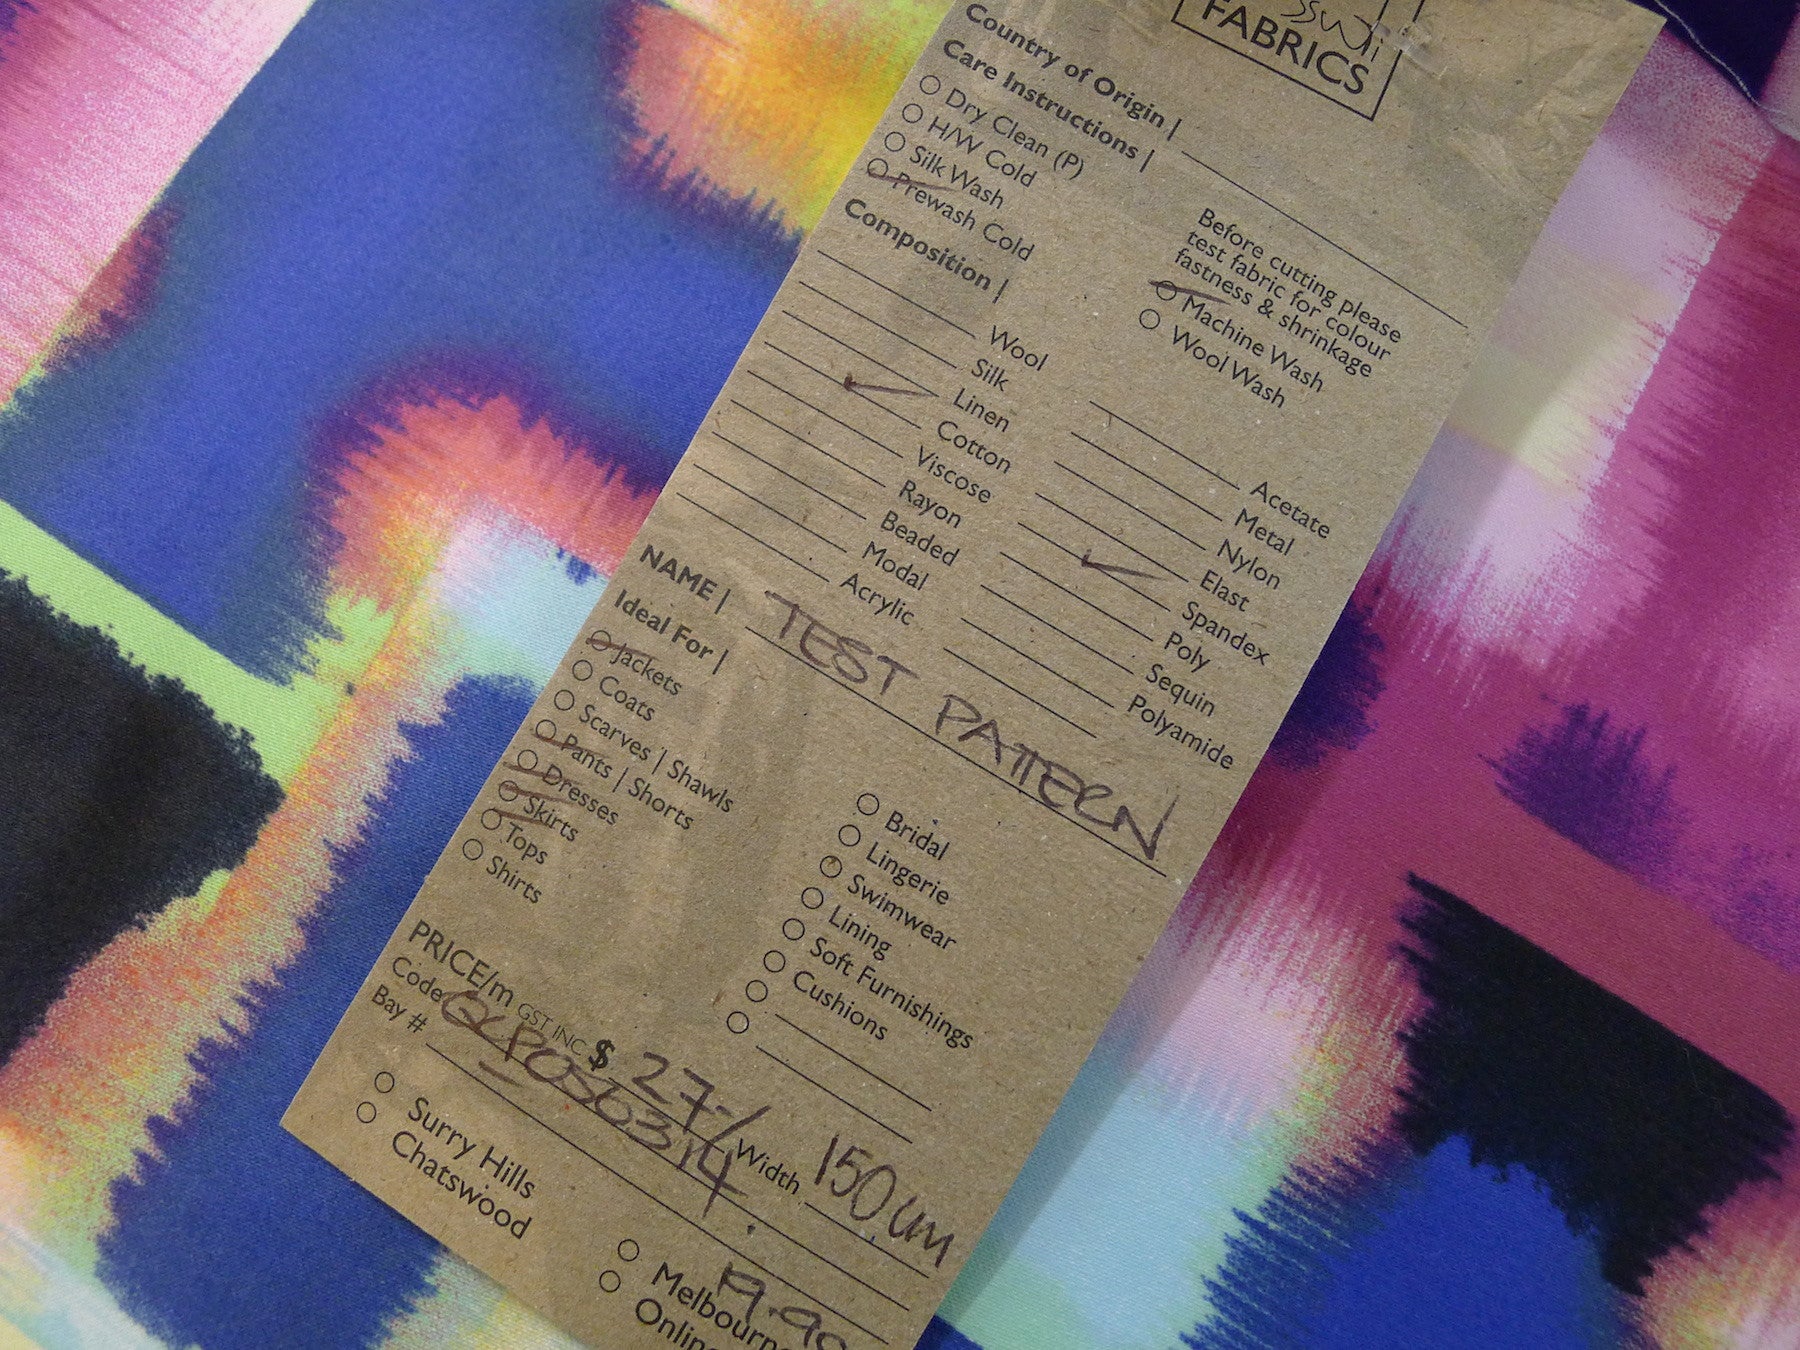 FABRICS
Country of Origin |
Care Instructions |
Dry Clean (P)
H/W Cold
Silk Wash
Prewash Cold
Before cutting please
test fabric for colour
fastness & shrinkage
Machine Wash
Wool Wash
Composition |
Wool
Silk
Linen
Cotton
Viscose
Rayon
Beaded
Modal
Acrylic
Acetate
Metal
Nylon
Elast
Spandex
Poly
Sequin
Polyamide
NAME | TEST PATTERN
Ideal For |
Jackets
Coats
Scarves | Shawls
Pants | Shorts
Dresses
Skirts
Tops
Shirts
Bridal
Lingerie
Swimwear
Lining
Soft Furnishings
Cushions
PRICE/m GST INC $ 27-/ Width 150cm
Code
Bay #
19.90
Surry Hills
Chatswood